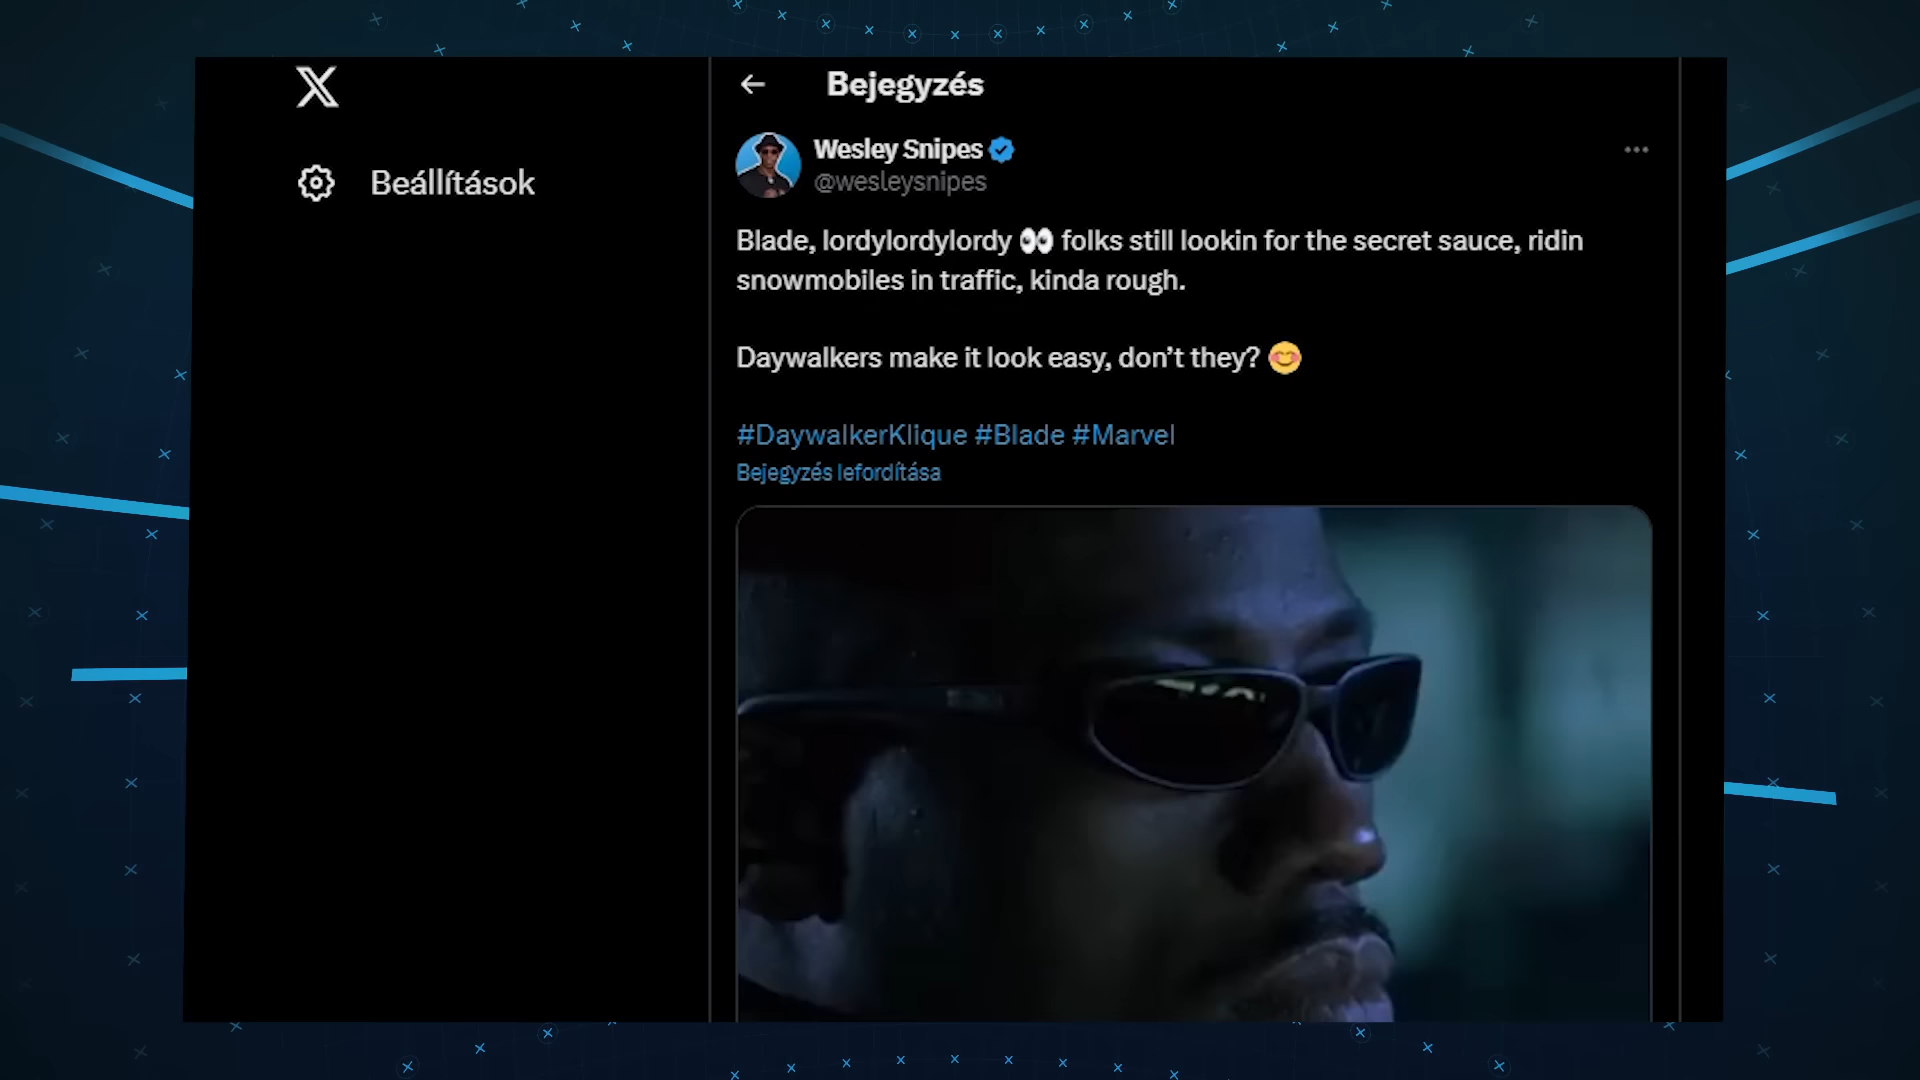 Bejegyzés
Beállítások
Wesley Snipes
@wesleysnipes
Blade, lordylordylordy 👀 folks still lookin for the secret sauce, ridin
snowmobiles in traffic, kinda rough.
Daywalkers make it look easy, don’t they? 😊
#DaywalkerKlique #Blade #Marvel
Bejegyzés lefordítása